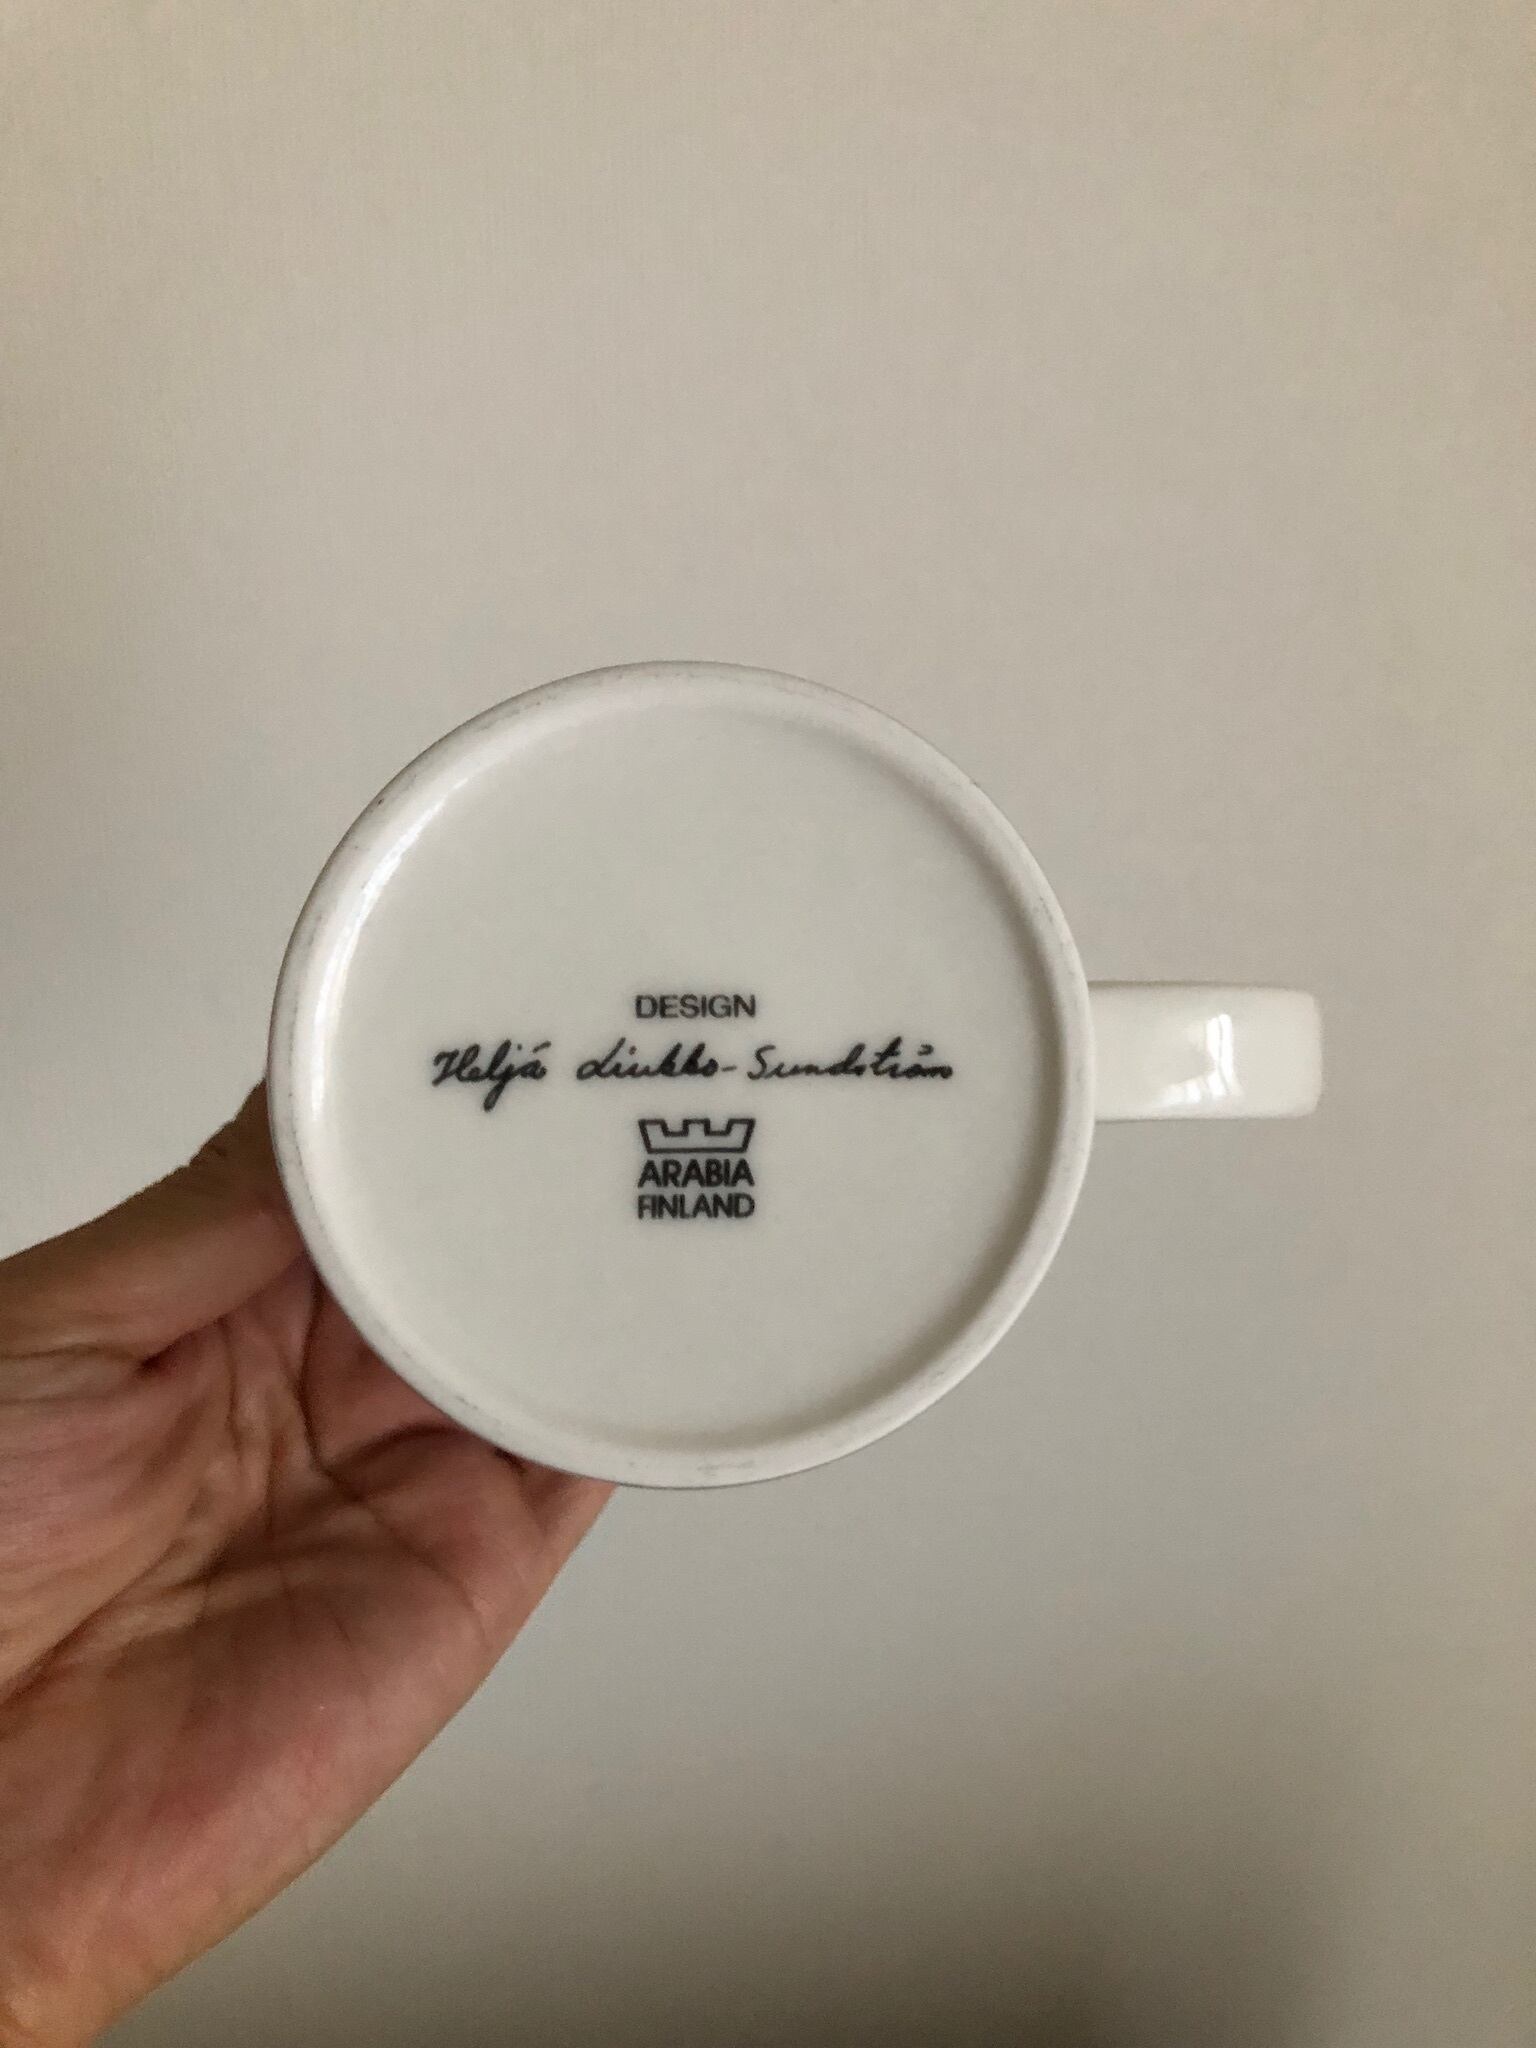 DESIGN
Heljä Liukko-Sundström
ARABIA
FINLAND